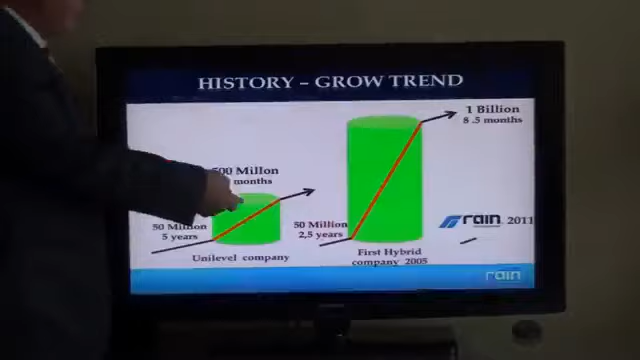 HISTORY – GROW TREND
1 Billion
8 .5 months
500 Millon
months
50 Million
5 years
50 Million
2,5 years
rain 2011
Unilevel company
First Hybrid
company 2005
rain